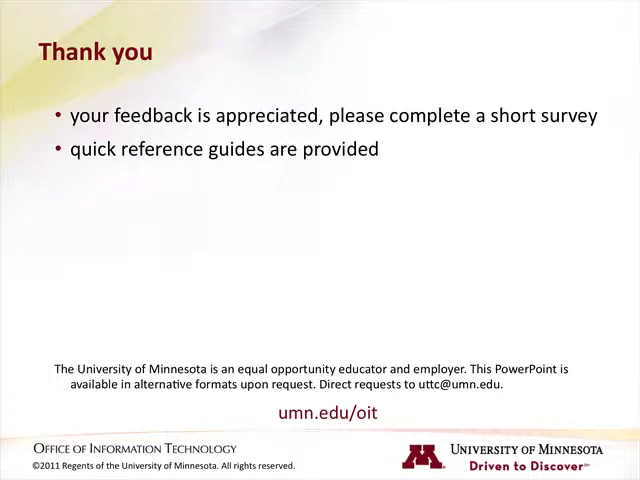 Thank you
• your feedback is appreciated, please complete a short survey
• quick reference guides are provided
The University of Minnesota is an equal opportunity educator and employer. This PowerPoint is
available in alternative formats upon request. Direct requests to uttc@umn.edu.
umn.edu/oit
OFFICE OF INFORMATION TECHNOLOGY
©2011 Regents of the University of Minnesota. All rights reserved.
M
UNIVERSITY OF MINNESOTA
Driven to Discover℠